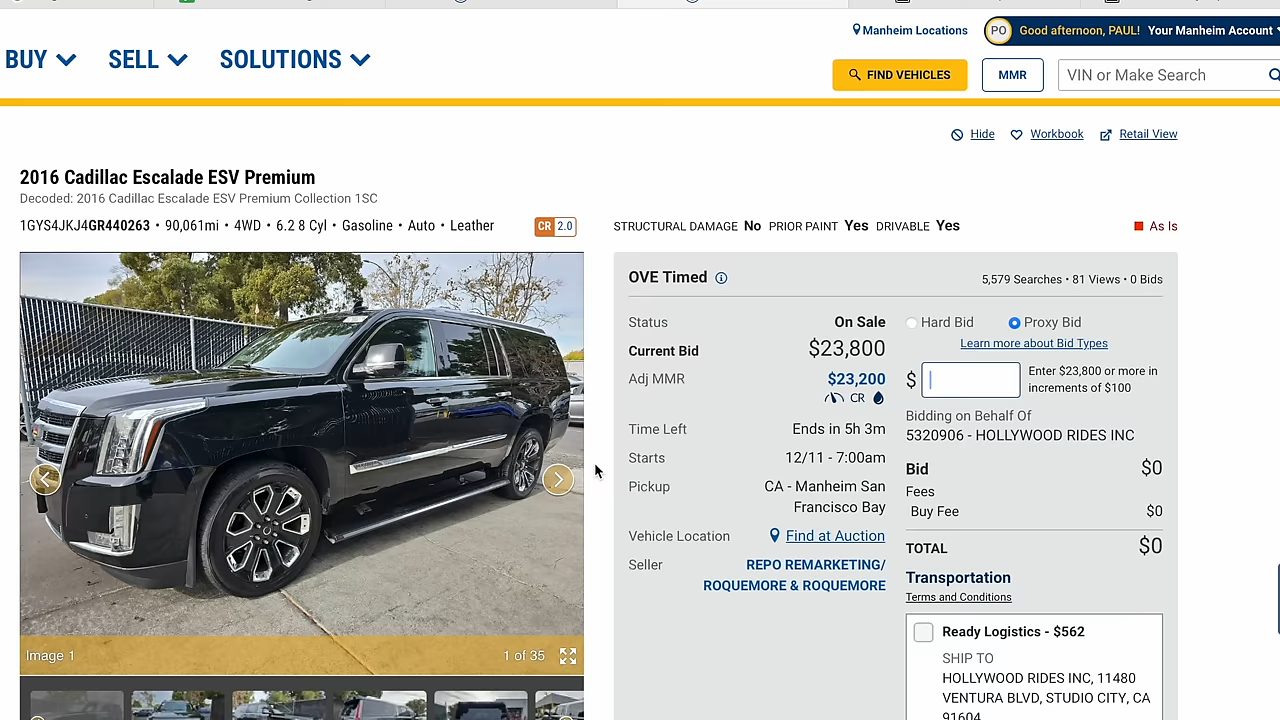 Manheim Locations
PO Good afternoon, PAUL! Your Manheim Account
BUY SELL SOLUTIONS
FIND VEHICLES MMR VIN or Make Search
Hide Workbook Retail View
2016 Cadillac Escalade ESV Premium
Decoded: 2016 Cadillac Escalade ESV Premium Collection 1SC
1GYS4JKJ4GR440263 • 90,061mi • 4WD • 6.2 8 Cyl • Gasoline • Auto • Leather CR 2.0
STRUCTURAL DAMAGE No PRIOR PAINT Yes DRIVABLE Yes As Is
OVE Timed 5,579 Searches • 81 Views • 0 Bids
Status On Sale
Current Bid $23,800
Adj MMR $23,200
CR
Time Left Ends in 5h 3m
Starts 12/11 - 7:00am
Pickup CA - Manheim San
Francisco Bay
Vehicle Location Find at Auction
Seller REPO REMARKETING/
ROQUEMORE & ROQUEMORE
Hard Bid Proxy Bid
Learn more about Bid Types
$ Enter $23,800 or more in
increments of $100
Bidding on Behalf Of
5320906 - HOLLYWOOD RIDES INC
Bid $0
Fees
Buy Fee $0
TOTAL $0
Transportation
Terms and Conditions
Ready Logistics - $562
SHIP TO
HOLLYWOOD RIDES INC, 11480
VENTURA BLVD, STUDIO CITY, CA
91604
Image 1 1 of 35